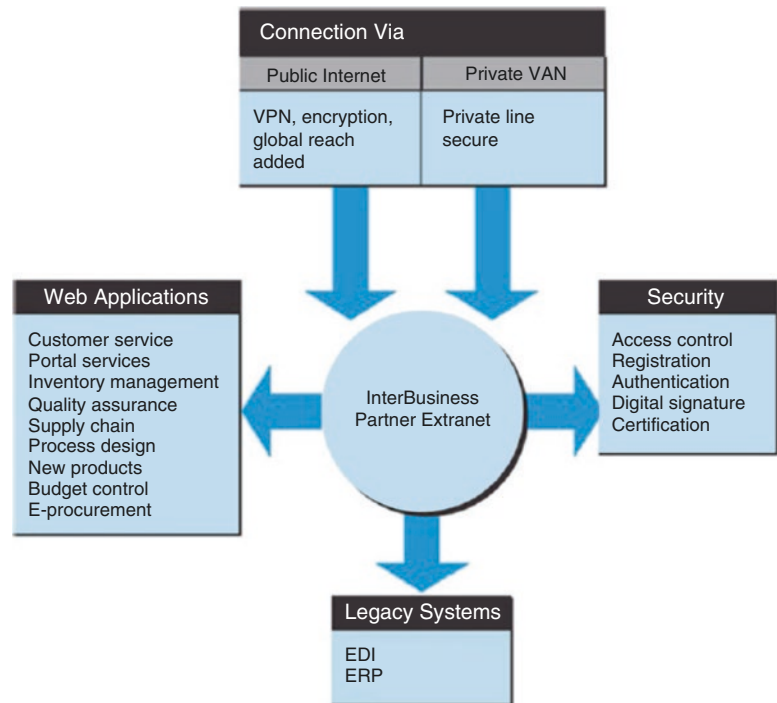 Connection Via
Public Internet
Private VAN
VPN, encryption,
global reach
added
Private line
secure
Web Applications
Customer service
Portal services
Inventory management
Quality assurance
Supply chain
Process design
New products
Budget control
E-procurement
InterBusiness
Partner Extranet
Security
Access control
Registration
Authentication
Digital signature
Certification
Legacy Systems
EDI
ERP